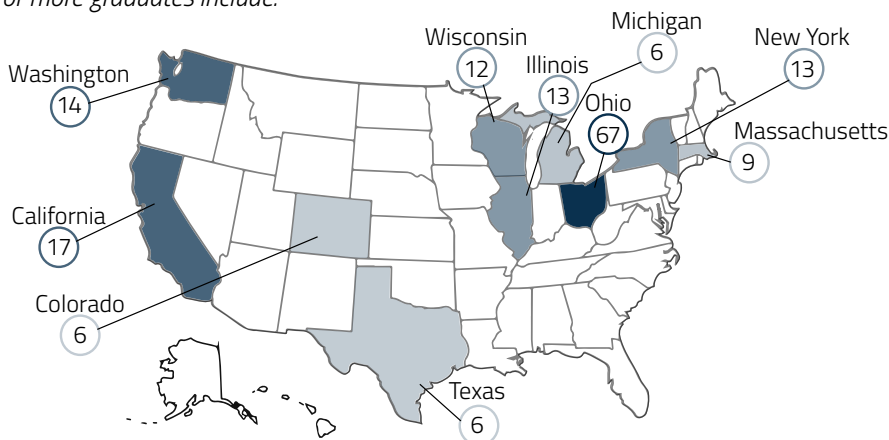 or more graduates include:
Michigan
6
Wisconsin
12
New York
13
Illinois
13
Washington
14
Ohio
67
Massachusetts
9
California
17
Colorado
6
Texas
6